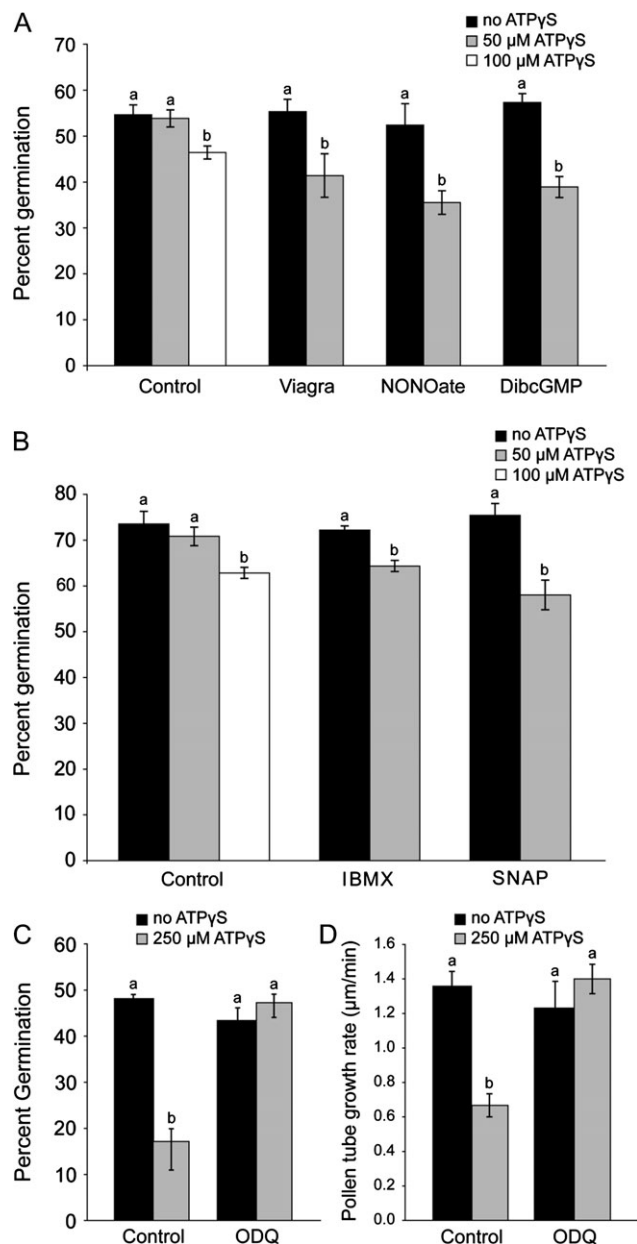 A
no ATPγS
50 µM ATPγS
100 µM ATPγS
Percent germination
70
60
50
40
30
20
10
0
a a b a b a b a b
Control Viagra NONOate DibcGMP
B
no ATPγS
50 µM ATPγS
100 µM ATPγS
Percent germination
80
70
60
50
40
30
20
10
0
a a b a b a b
Control IBMX SNAP
C
no ATPγS
250 µM ATPγS
Percent Germination
60
50
40
30
20
10
0
a b a a
Control ODQ
D
no ATPγS
250 µM ATPγS
Pollen tube growth rate (µm/min)
1.6
1.4
1.2
1.0
0.8
0.6
0.4
0.2
0.0
a b a a
Control ODQ